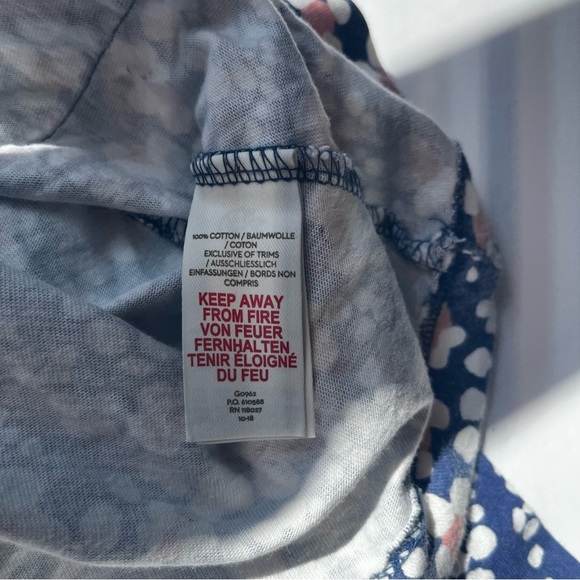 100% COTTON / BAUMWOLLE
/ COTON
EXCLUSIVE OF TRIMS
/ AUSSCHLIESSLICH
EINFASSUNGEN / BORDS NON
COMPRIS
KEEP AWAY
FROM FIRE
VON FEUER
FERNHALTEN
TENIR ÉLOIGNÉ
DU FEU
G0962
P.O. 610588
RN 118027
10-18